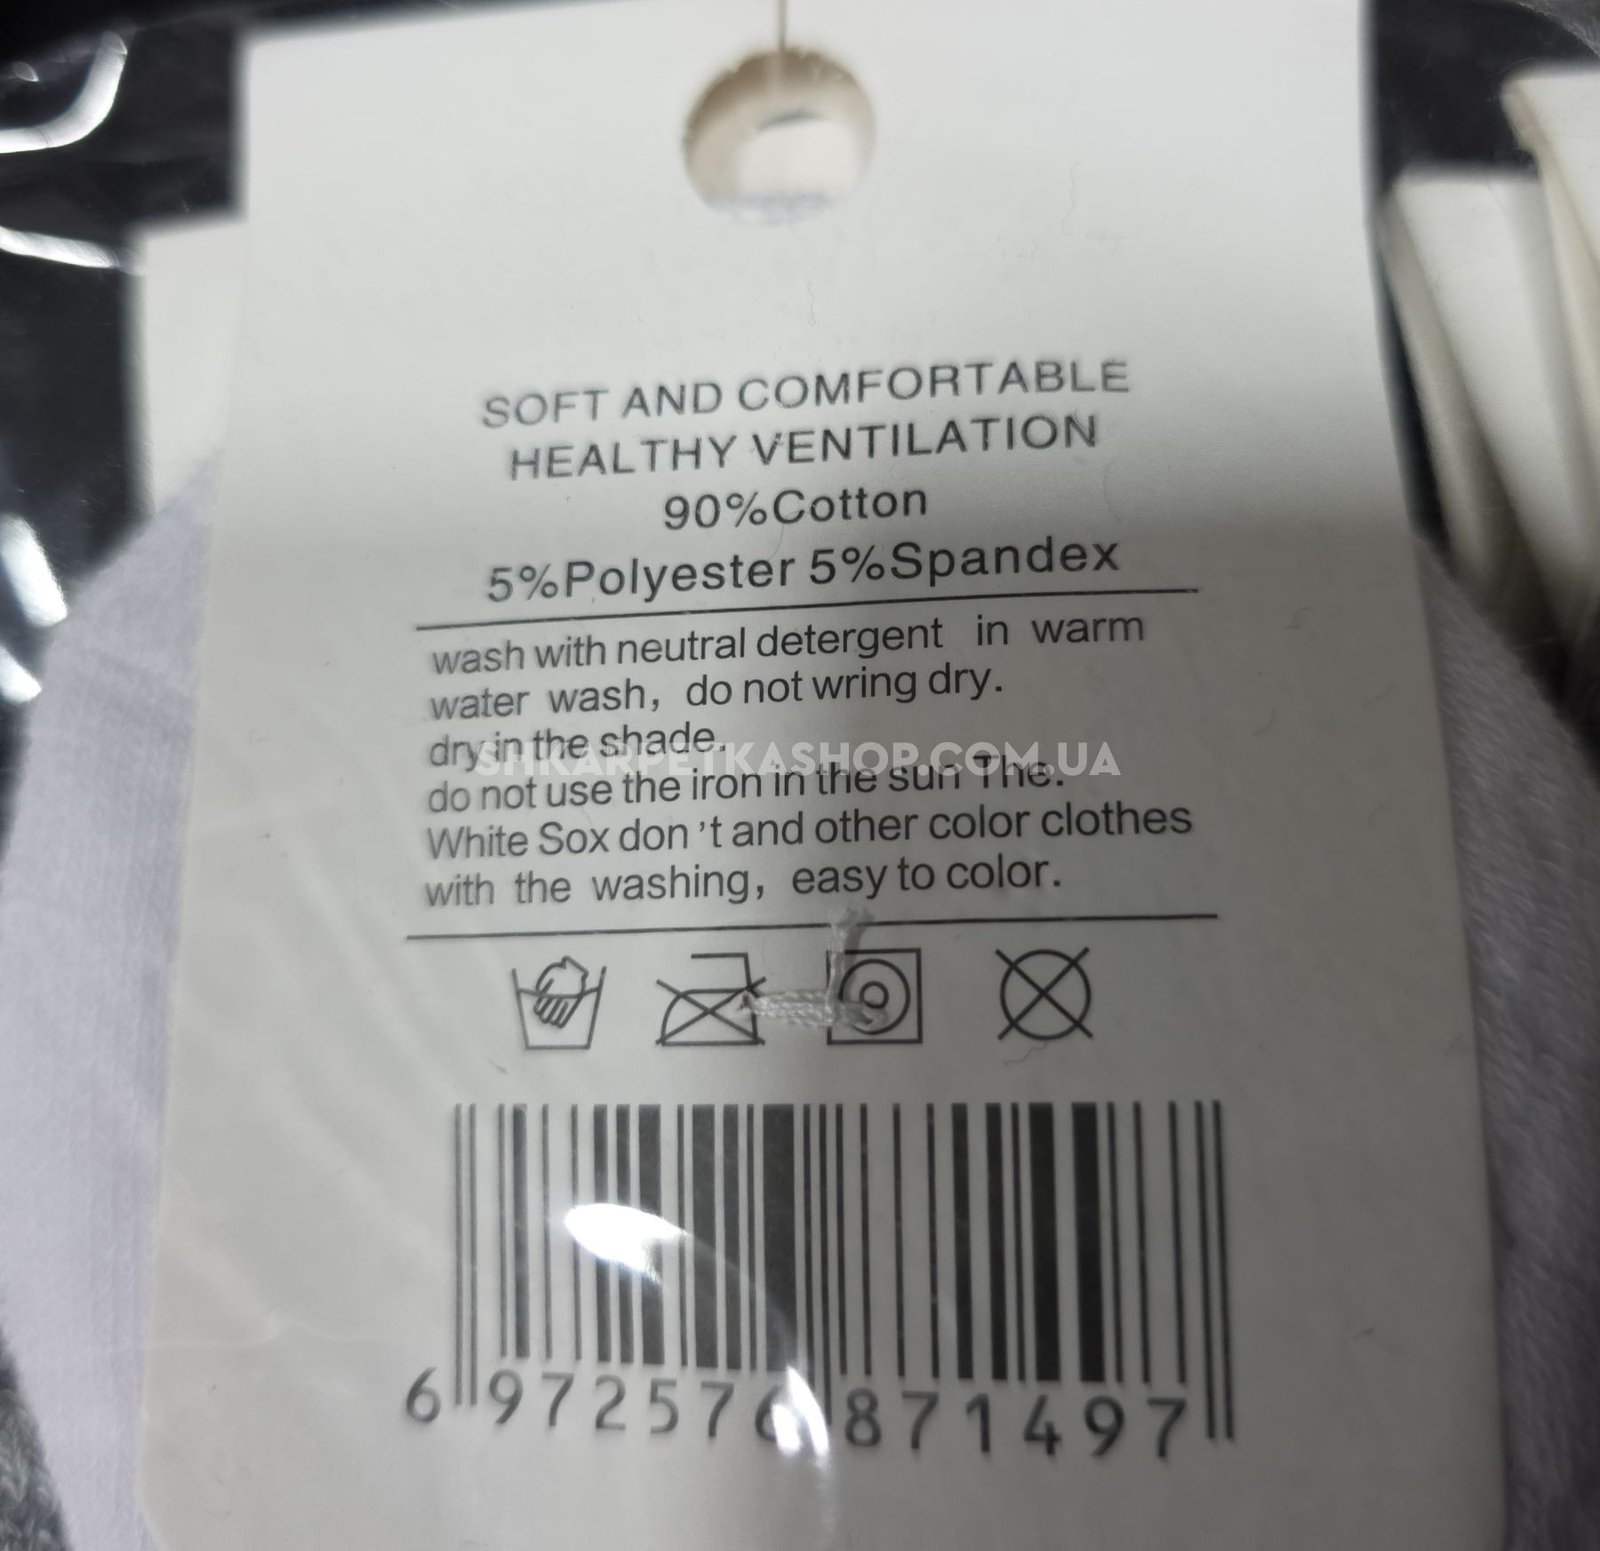 SOFT AND COMFORTABLE
HEALTHY VENTILATION
90%Cotton
5%Polyester 5%Spandex
wash with neutral detergent in warm
water wash, do not wring dry.
dry in the shade.
SHKARPETKASHOP.COM.UA
do not use the iron in the sun The.
White Sox don't and other color clothes
with the washing, easy to color.
6 972576 871497